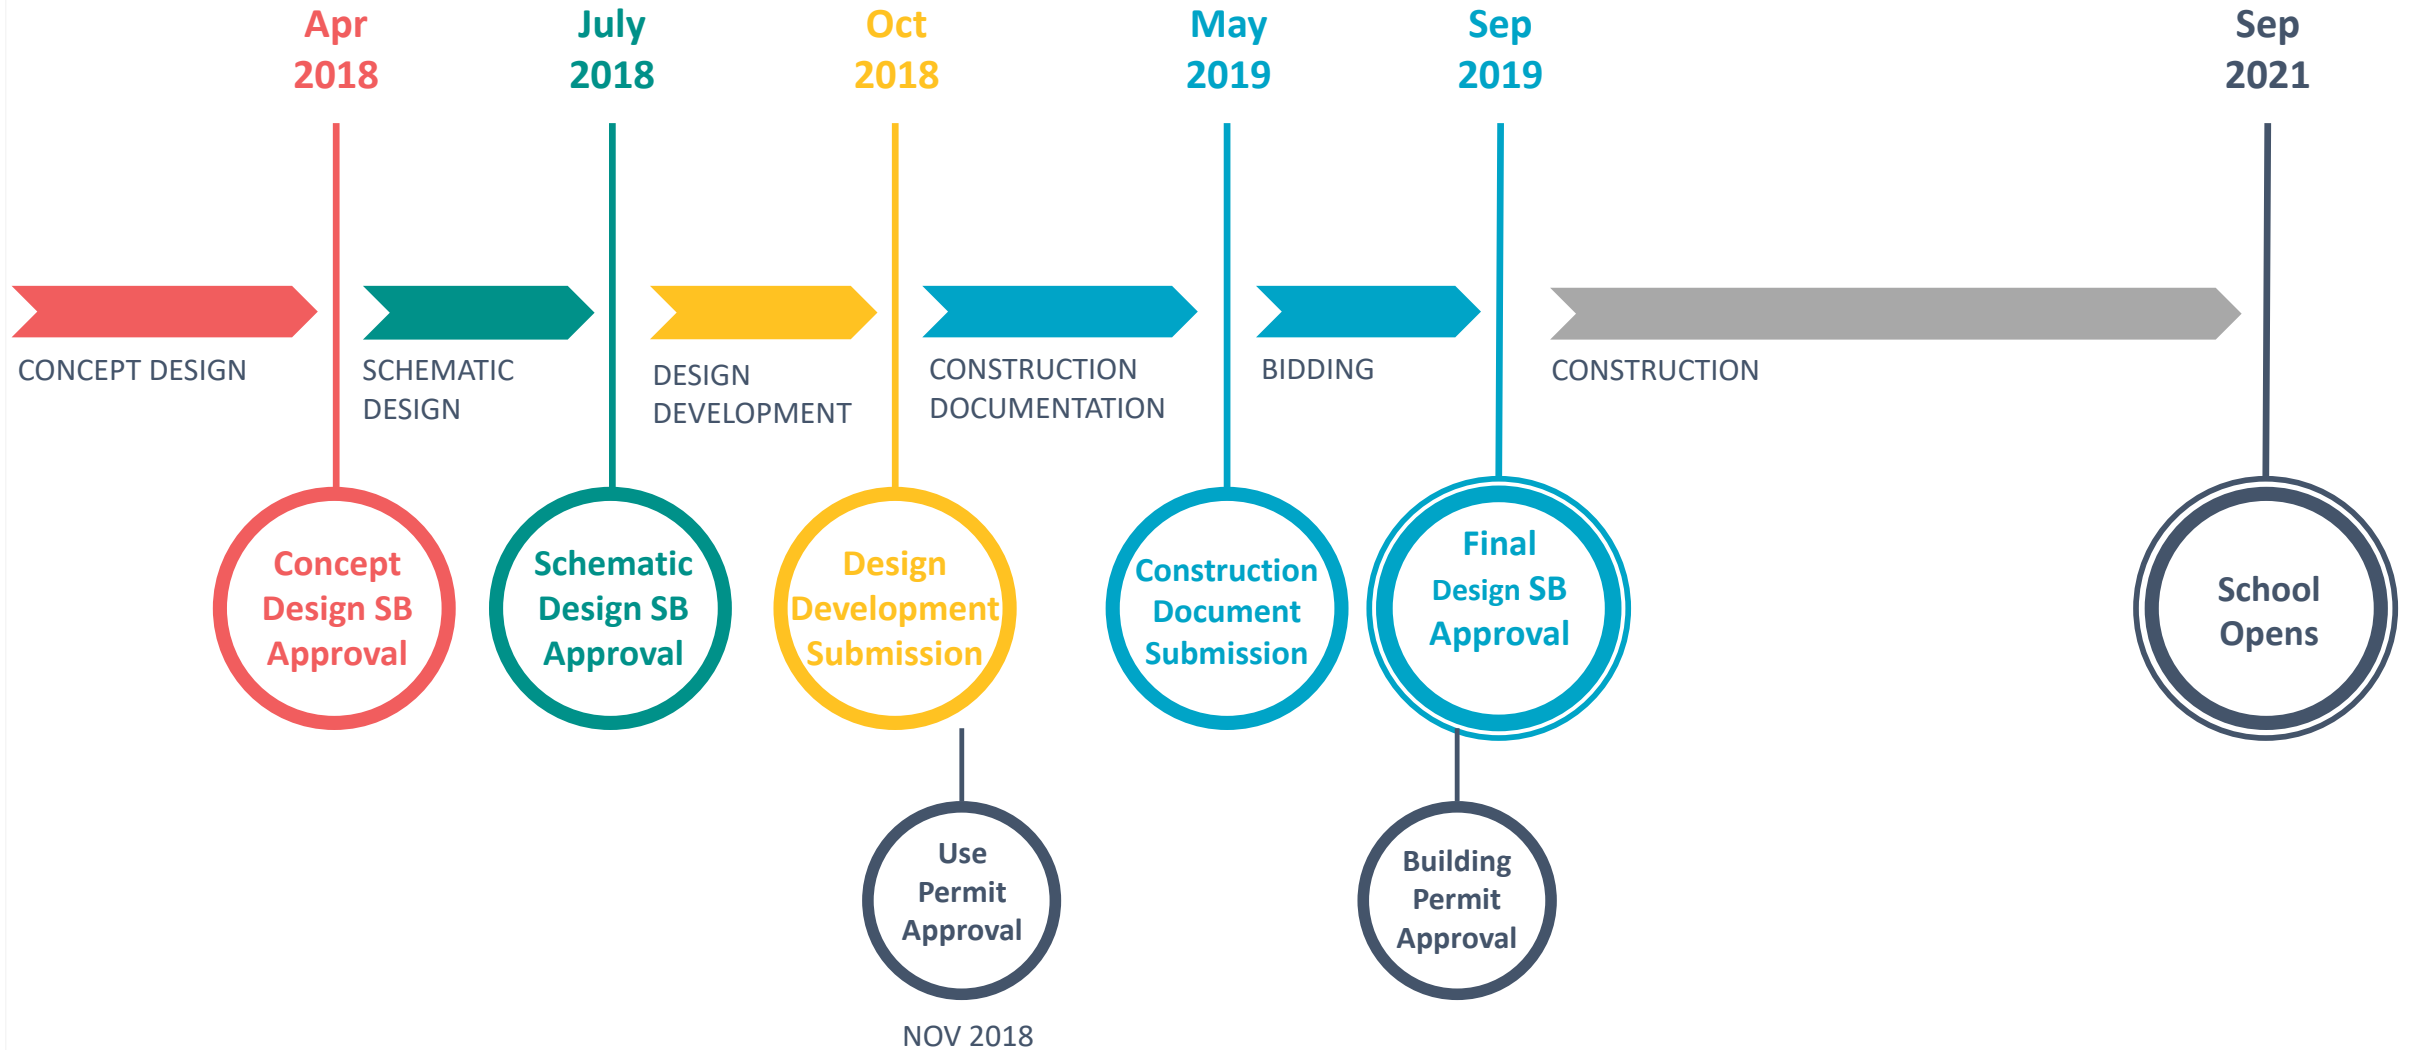 Apr
2018
July
2018
Oct
2018
May
2019
Sep
2019
Sep
2021
CONCEPT DESIGN
SCHEMATIC
DESIGN
DESIGN
DEVELOPMENT
CONSTRUCTION
DOCUMENTATION
BIDDING
CONSTRUCTION
Concept
Design SB
Approval
Schematic
Design SB
Approval
Design
Development
Submission
Construction
Document
Submission
Final
Design SB
Approval
School
Opens
Use
Permit
Approval
Building
Permit
Approval
NOV 2018